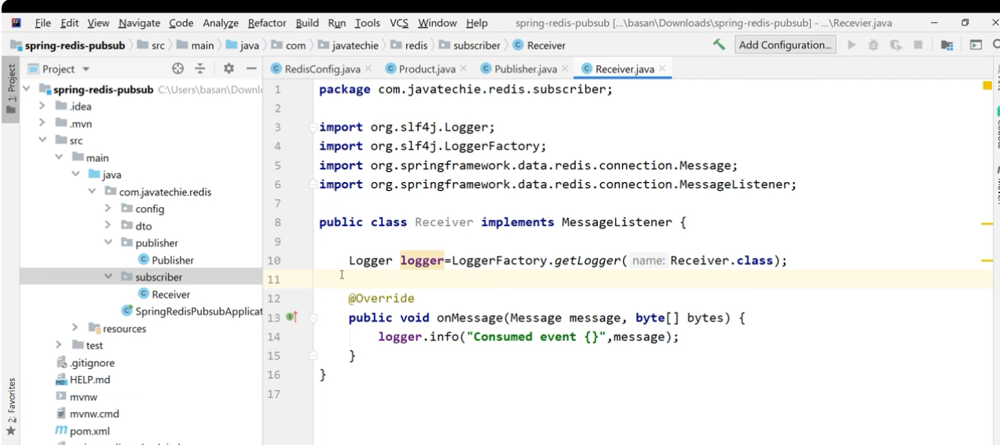 File Edit View Navigate Code Analyze Refactor Build Run Tools VCS Window Help spring-redis-pubsub [...\basan\Downloads\spring-redis-pubsub] - ...\Recevier.java
spring-redis-pubsub src main java com javatechie redis subscriber Receiver Add Configuration...
1: Project
Project
RedisConfig.java Product.java Publisher.java Receiver.java
spring-redis-pubsub C:\Users\basan\Downl
.idea
.mvn
src
main
java
com.javatechie.redis
config
dto
publisher
Publisher
subscriber
Receiver
SpringRedisPubsubApplicat
resources
test
.gitignore
HELP.md
mvnw
mvnw.cmd
pom.xml
2: Favorites
1 package com.javatechie.redis.subscriber;
2
3 import org.slf4j.Logger;
4 import org.slf4j.LoggerFactory;
5 import org.springframework.data.redis.connection.Message;
6 import org.springframework.data.redis.connection.MessageListener;
7
8 public class Receiver implements MessageListener {
9
10 Logger logger=LoggerFactory.getLogger( name: Receiver.class);
11
12 @Override
13 public void onMessage(Message message, byte[] bytes) {
14 logger.info("Consumed event {}",message);
15 }
16 }
17